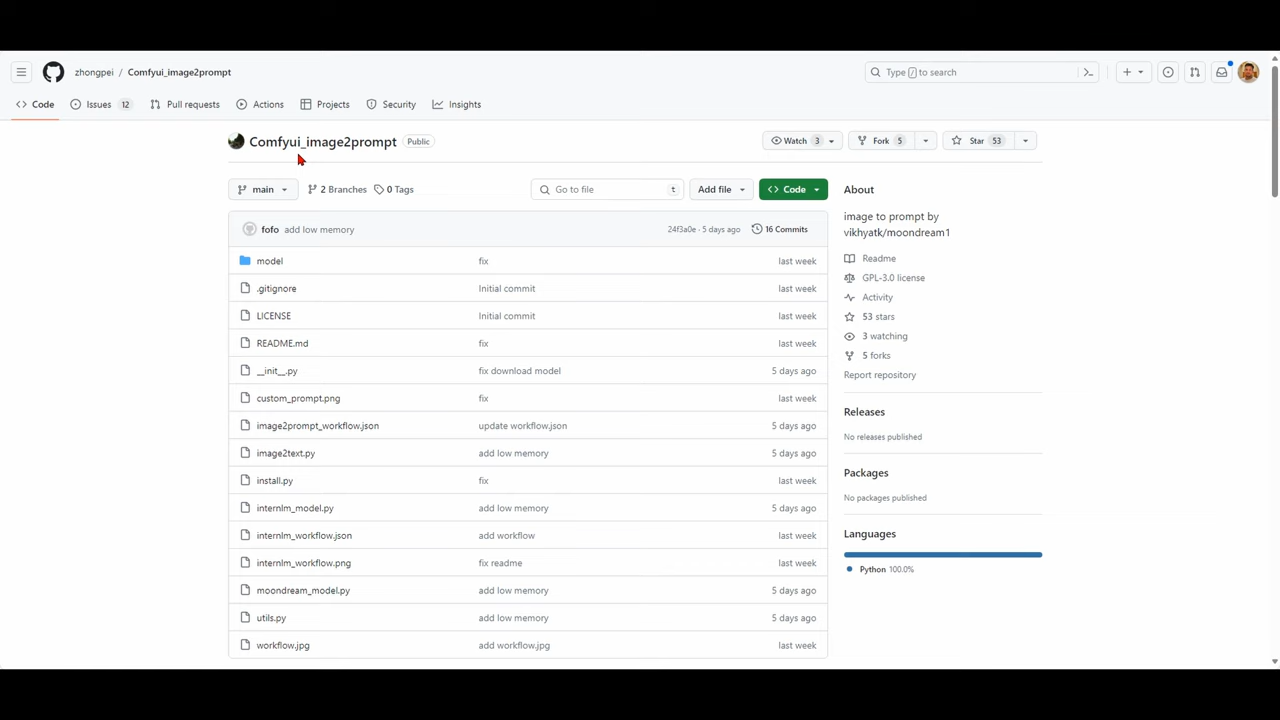 zhongpei / Comfyui_image2prompt
Type / to search
Code Issues 12 Pull requests Actions Projects Security Insights
Comfyui_image2prompt Public
Watch 3 Fork 5 Star 53
main 2 Branches 0 Tags Go to file t Add file Code
About
fofo add low memory 24f3a0e · 5 days ago 16 Commits
image to prompt by
vikhyatk/moondream1
model fix last week
.gitignore Initial commit last week
LICENSE Initial commit last week
README.md fix last week
__init__.py fix download model 5 days ago
custom_prompt.png fix last week
image2prompt_workflow.json update workflow.json 5 days ago
image2text.py add low memory 5 days ago
install.py fix last week
internlm_model.py add low memory 5 days ago
internlm_workflow.json add workflow last week
internlm_workflow.png fix readme last week
moondream_model.py add low memory 5 days ago
utils.py add low memory 5 days ago
workflow.jpg add workflow.jpg last week
Readme
GPL-3.0 license
Activity
53 stars
3 watching
5 forks
Report repository
Releases
No releases published
Packages
No packages published
Languages
Python 100.0%